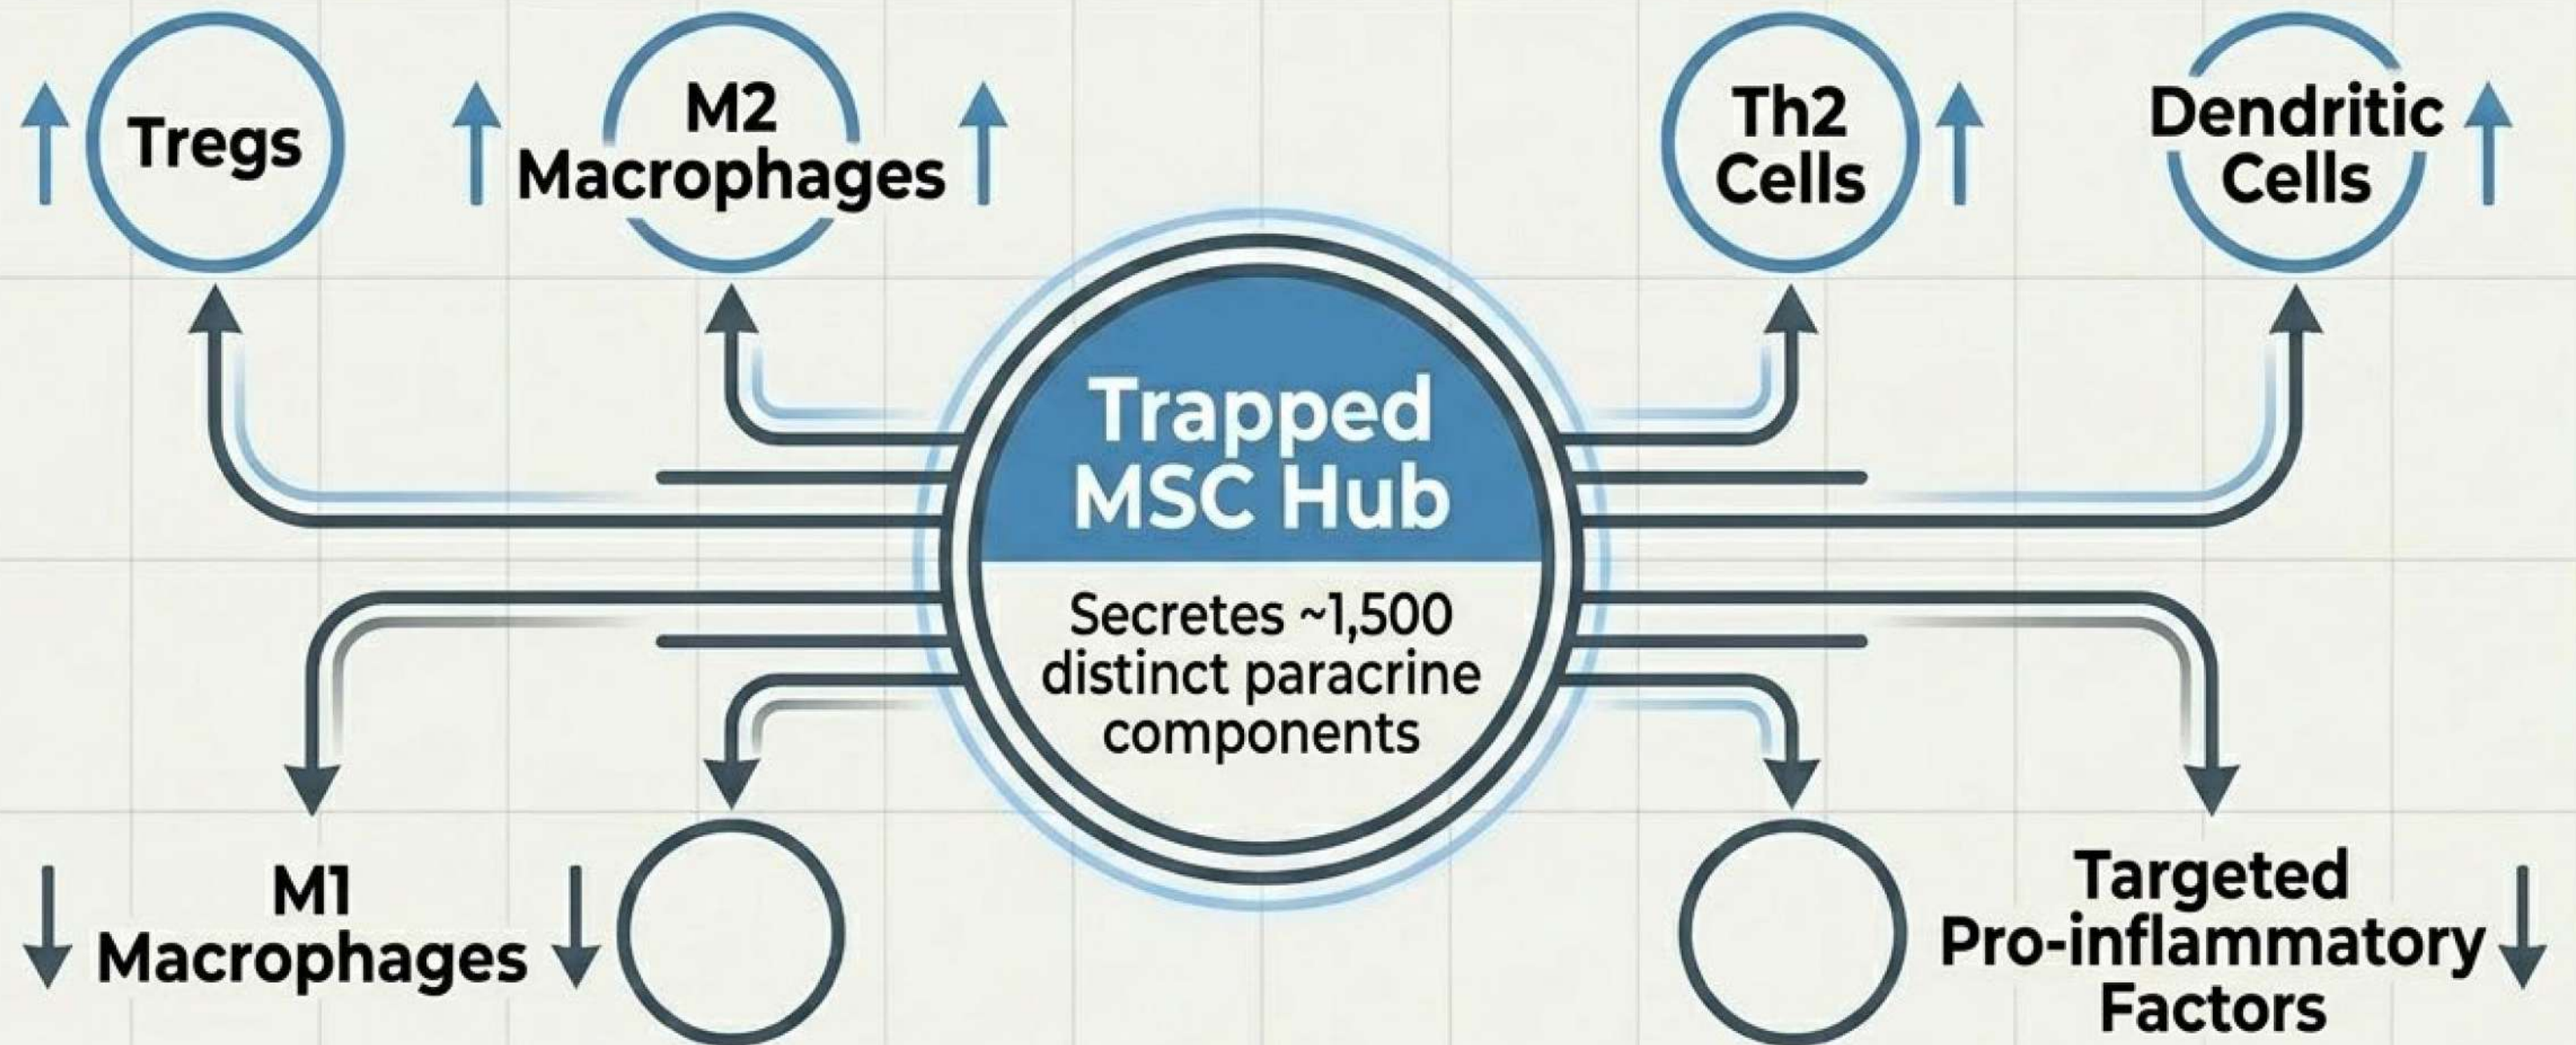 Tregs
M2
Macrophages
Th2
Cells
Dendritic
Cells
Trapped
MSC Hub
Secretes ~1,500
distinct paracrine
components
M1
Macrophages
Targeted
Pro-inflammatory
Factors